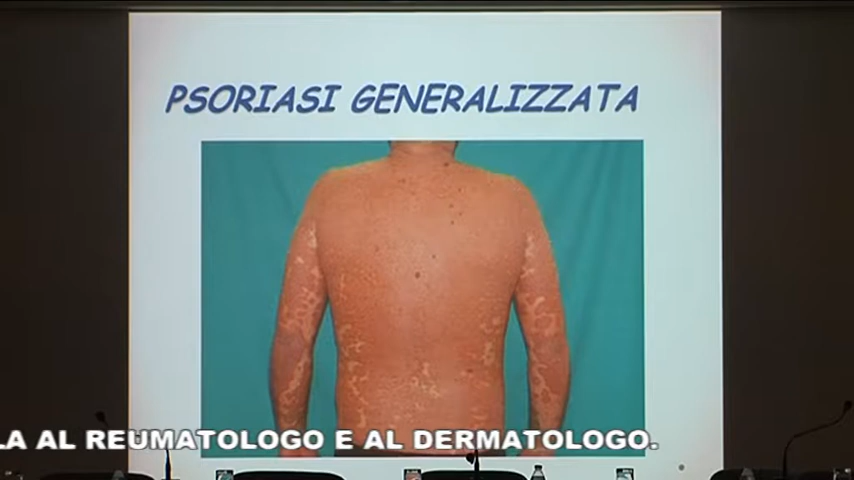 PSORIASI GENERALIZZATA
LA AL REUMATOLOGO E AL DERMATOLOGO.